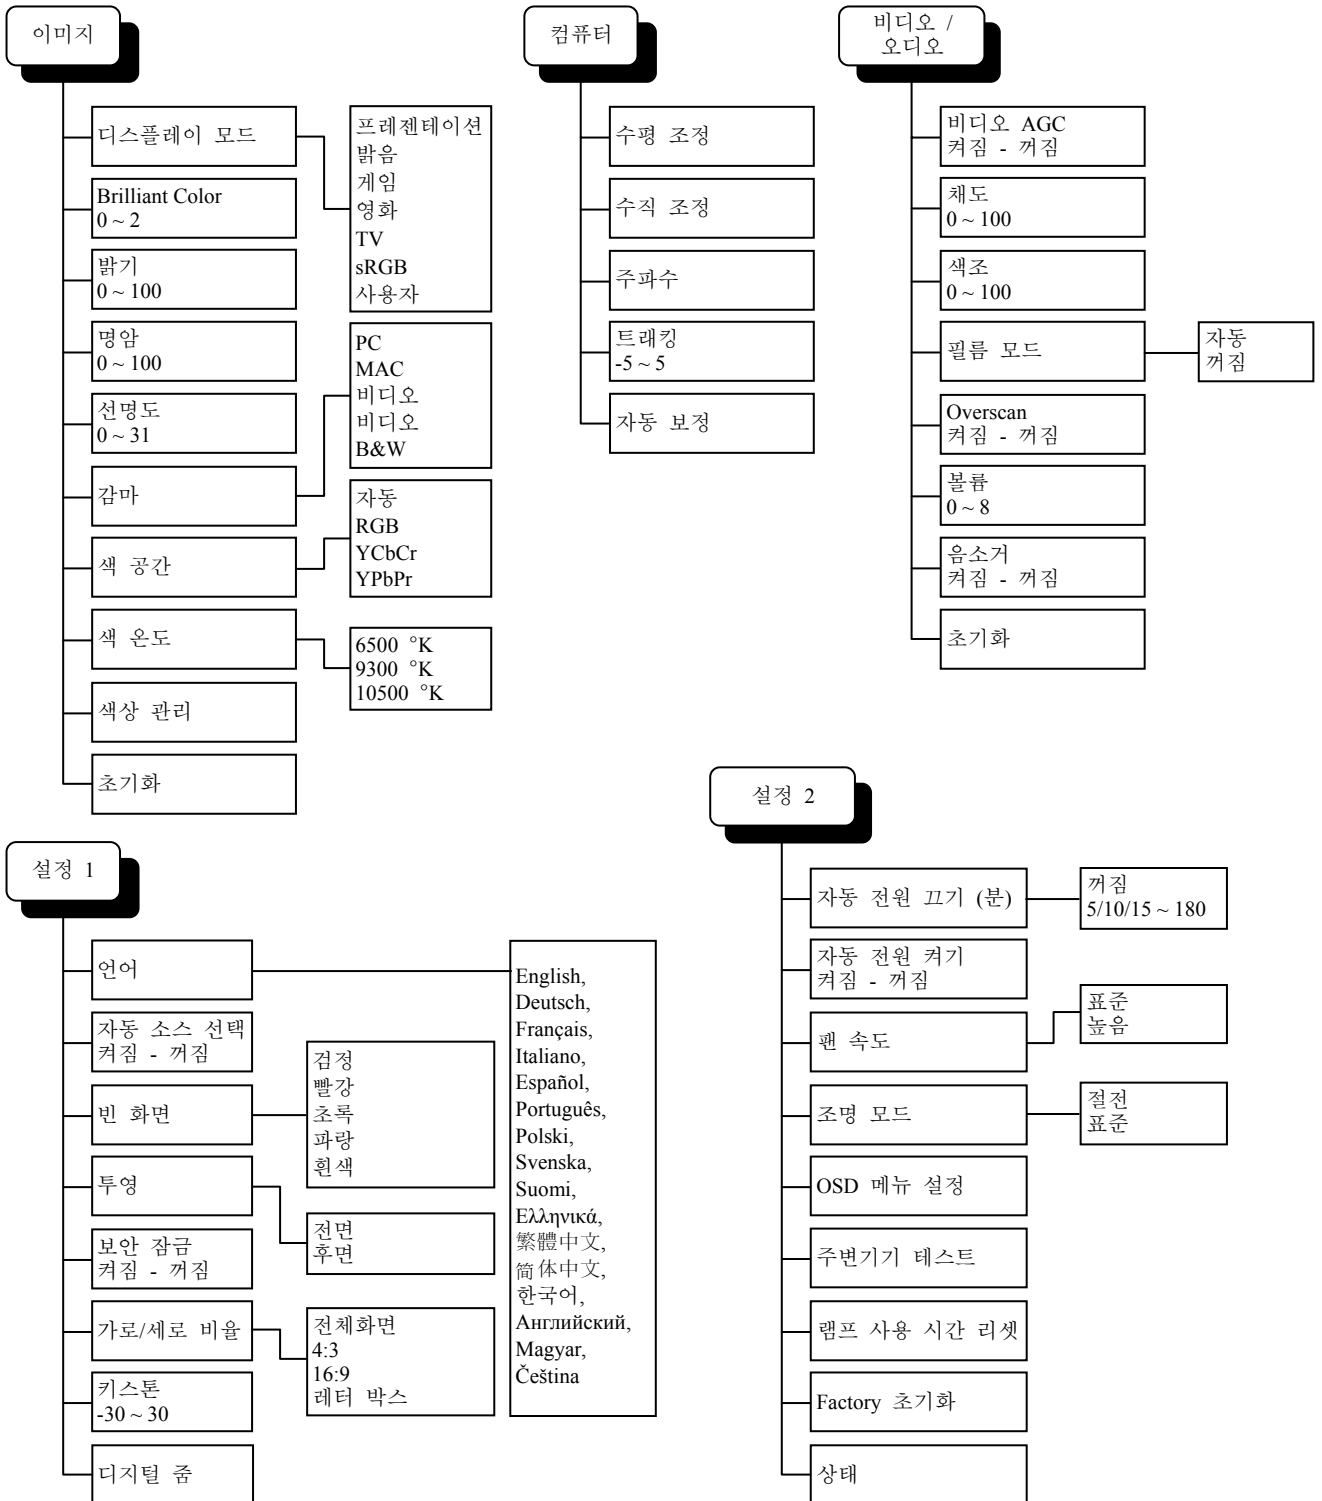 이미지
디스플레이 모드
프레젠테이션
밝음
게임
영화
TV
sRGB
사용자
Brilliant Color
0 ~ 2
밝기
0 ~ 100
명암
0 ~ 100
선명도
0 ~ 31
감마
PC
MAC
비디오
비디오
B&W
색 공간
자동
RGB
YCbCr
YPbPr
색 온도
6500 °K
9300 °K
10500 °K
색상 관리
초기화
컴퓨터
수평 조정
수직 조정
주파수
트래킹
-5 ~ 5
자동 보정
비디오 /
오디오
비디오 AGC
켜짐 - 꺼짐
채도
0 ~ 100
색조
0 ~ 100
필름 모드
자동
꺼짐
Overscan
켜짐 - 꺼짐
볼륨
0 ~ 8
음소거
켜짐 - 꺼짐
초기화
설정 1
언어
English,
Deutsch,
Français,
Italiano,
Español,
Português,
Polski,
Svenska,
Suomi,
Ελληνικά,
繁體中文,
简体中文,
한국어,
Английский,
Magyar,
Čeština
자동 소스 선택
켜짐 - 꺼짐
빈 화면
검정
빨강
초록
파랑
흰색
투영
전면
후면
보안 잠금
켜짐 - 꺼짐
가로/세로 비율
전체화면
4:3
16:9
레터 박스
키스톤
-30 ~ 30
디지털 줌
설정 2
자동 전원 끄기 (분)
꺼짐
5/10/15 ~ 180
자동 전원 켜기
켜짐 - 꺼짐
팬 속도
표준
높음
조명 모드
절전
표준
OSD 메뉴 설정
주변기기 테스트
램프 사용 시간 리셋
Factory 초기화
상태